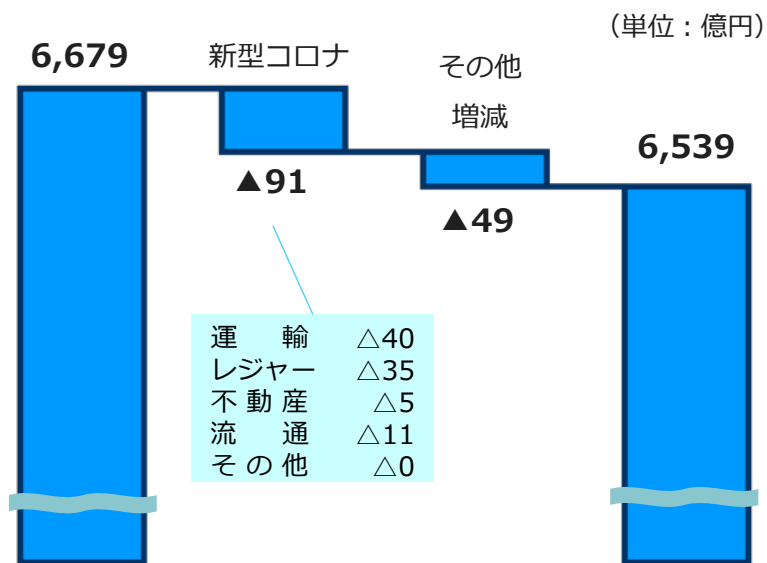 （単位：億円）
6,679
新型コロナ
その他
増減
6,539
▲91
▲49
運　輸 △40
レジャー △35
不動産 △5
流　通 △11
その他 △0